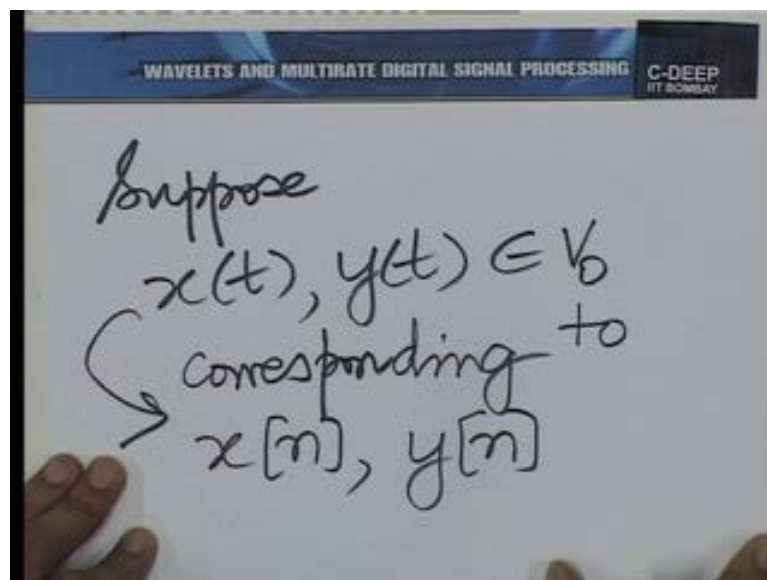 WAVELETS AND MULTIRATE DIGITAL SIGNAL PROCESSING
C-DEEP
IIT BOMBAY
Suppose
x(t), y(t) ∈ V₀
corresponding to
x[n], y[n]